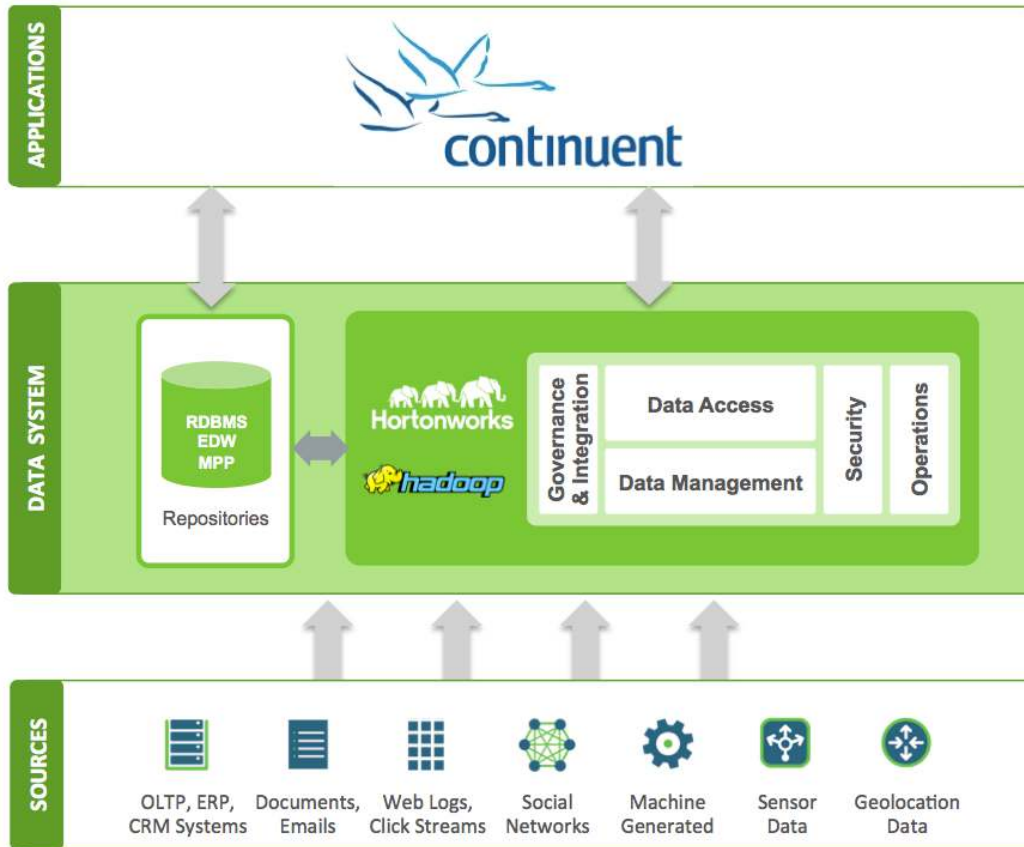 APPLICATIONS
continuent
DATA SYSTEM
RDBMS
EDW
MPP
Repositories
Hortonworks
hadoop
Governance
& Integration
Data Access
Data Management
Security
Operations
SOURCES
OLTP, ERP,
CRM Systems
Documents,
Emails
Web Logs,
Click Streams
Social
Networks
Machine
Generated
Sensor
Data
Geolocation
Data